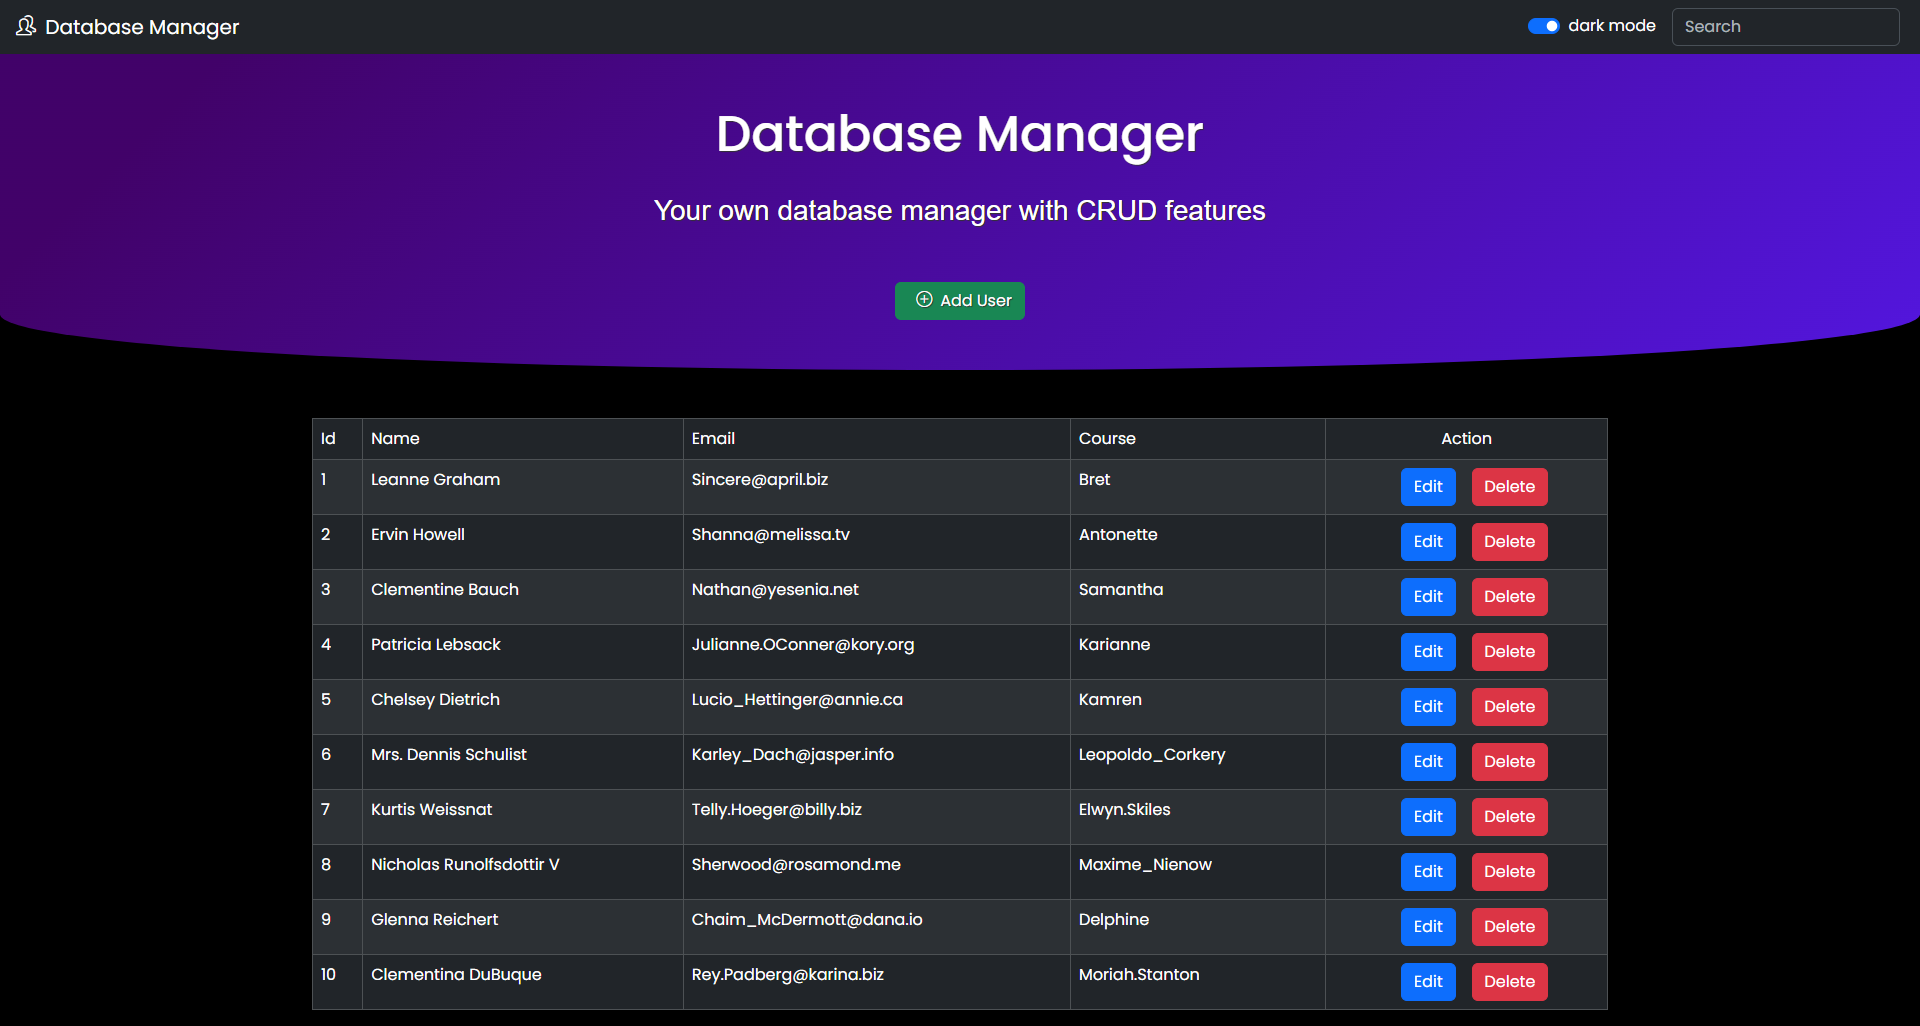 Database Manager dark mode Search
Database Manager
Your own database manager with CRUD features
Add User
Id Name Email Course Action
1 Leanne Graham Sincere@april.biz Bret Edit Delete
2 Ervin Howell Shanna@melissa.tv Antonette Edit Delete
3 Clementine Bauch Nathan@yesenia.net Samantha Edit Delete
4 Patricia Lebsack Julianne.OConner@kory.org Karianne Edit Delete
5 Chelsey Dietrich Lucio_Hettinger@annie.ca Kamren Edit Delete
6 Mrs. Dennis Schulist Karley_Dach@jasper.info Leopoldo_Corkery Edit Delete
7 Kurtis Weissnat Telly.Hoeger@billy.biz Elwyn.Skiles Edit Delete
8 Nicholas Runolfsdottir V Sherwood@rosamond.me Maxime_Nienow Edit Delete
9 Glenna Reichert Chaim_McDermott@dana.io Delphine Edit Delete
10 Clementina DuBuque Rey.Padberg@karina.biz Moriah.Stanton Edit Delete